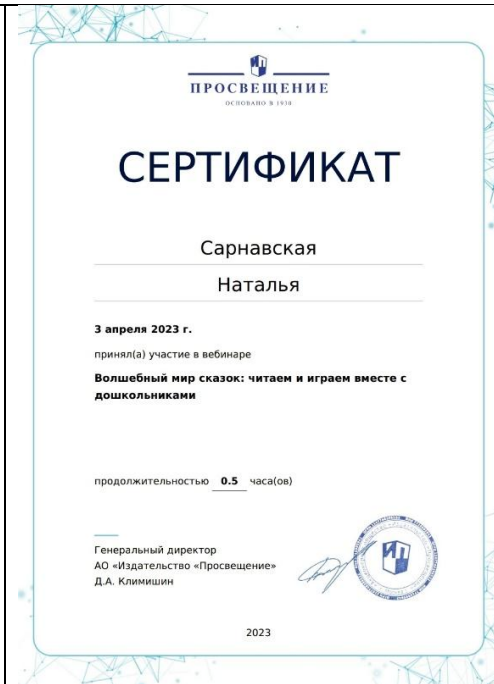 ПРОСВЕЩЕНИЕ
ОСНОВАНО В 1930
СЕРТИФИКАТ
Сарнавская
Наталья
3 апреля 2023 г.
принял(а) участие в вебинаре
Волшебный мир сказок: читаем и играем вместе с
дошкольниками
продолжительностью 0.5 часа(ов)
Генеральный директор
АО «Издательство «Просвещение»
Д.А. Климишин
2023